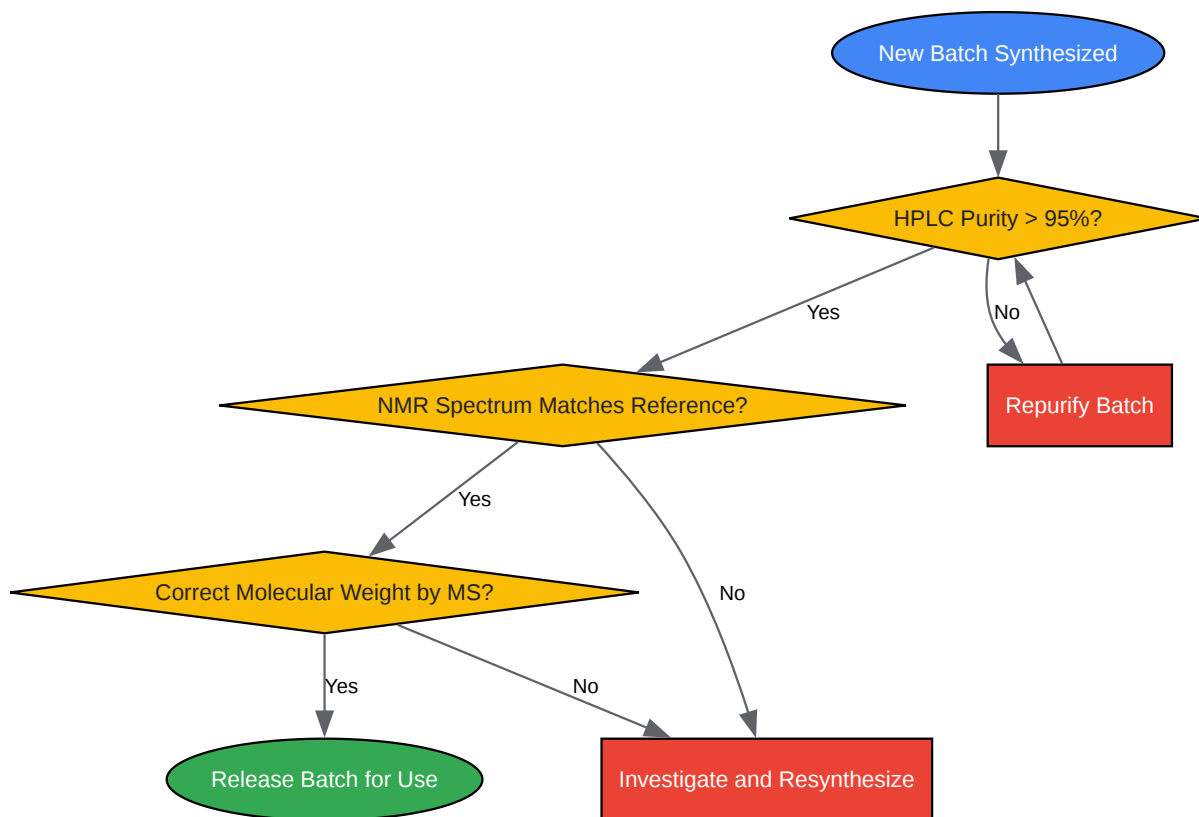 New Batch Synthesized
HPLC Purity > 95%?
Yes
No
NMR Spectrum Matches Reference?
Repurify Batch
Yes
Correct Molecular Weight by MS?
No
Yes
No
Release Batch for Use
Investigate and Resynthesize